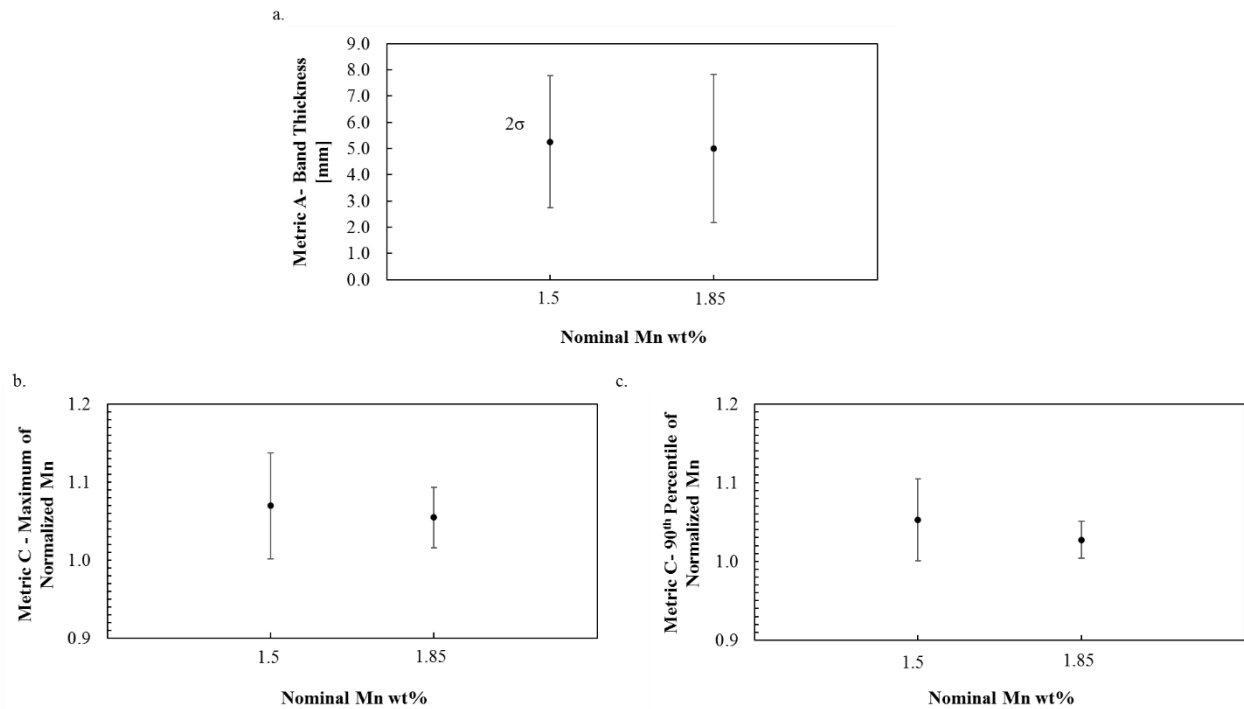 a.
Metric A- Band Thickness
[mm]
9.0
8.0
7.0
6.0
5.0
4.0
3.0
2.0
1.0
0.0
2σ
1.5
1.85
Nominal Mn wt%
b.
Metric C - Maximum of
Normalized Mn
1.2
1.1
1.0
0.9
1.5
1.85
Nominal Mn wt%
c.
Metric C- 90th Percentile of
Normalized Mn
1.2
1.1
1.0
0.9
1.5
1.85
Nominal Mn wt%